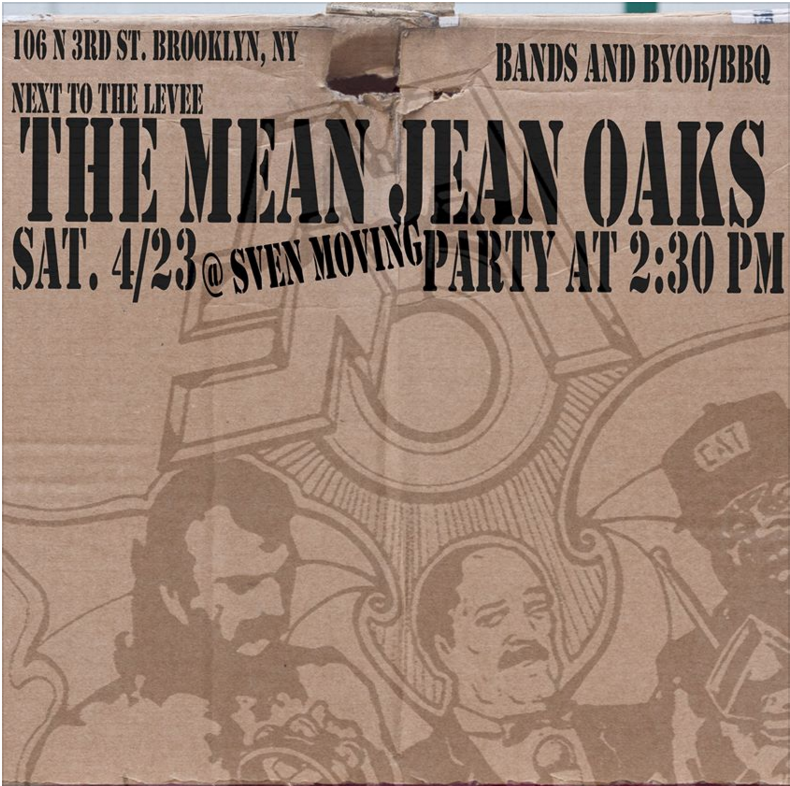 106 N 3RD ST. BROOKLYN, NY
BANDS AND BYOB/BBQ
NEXT TO THE LEVEE
THE MEAN JEAN OAKS
SAT. 4/23 @ SVEN MOVING PARTY AT 2:30 PM
CAT